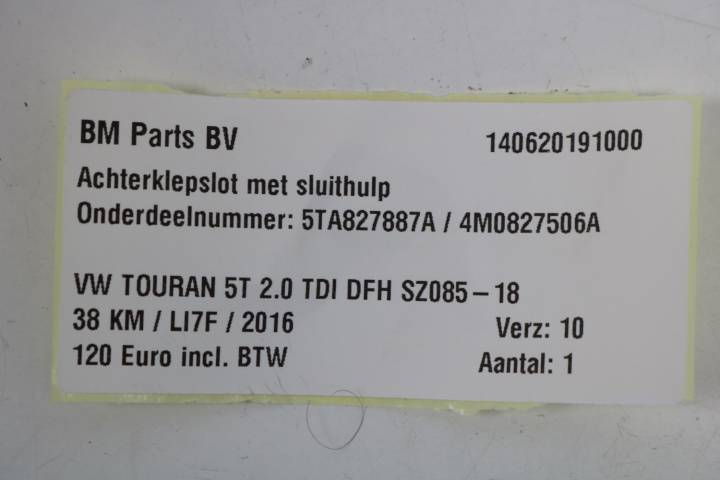 BM Parts BV 140620191000
Achterklepslot met sluithulp
Onderdeelnummer: 5TA827887A / 4M0827506A
VW TOURAN 5T 2.0 TDI DFH SZ085-18
38 KM / LI7F / 2016 Verz: 10
120 Euro incl. BTW Aantal: 1